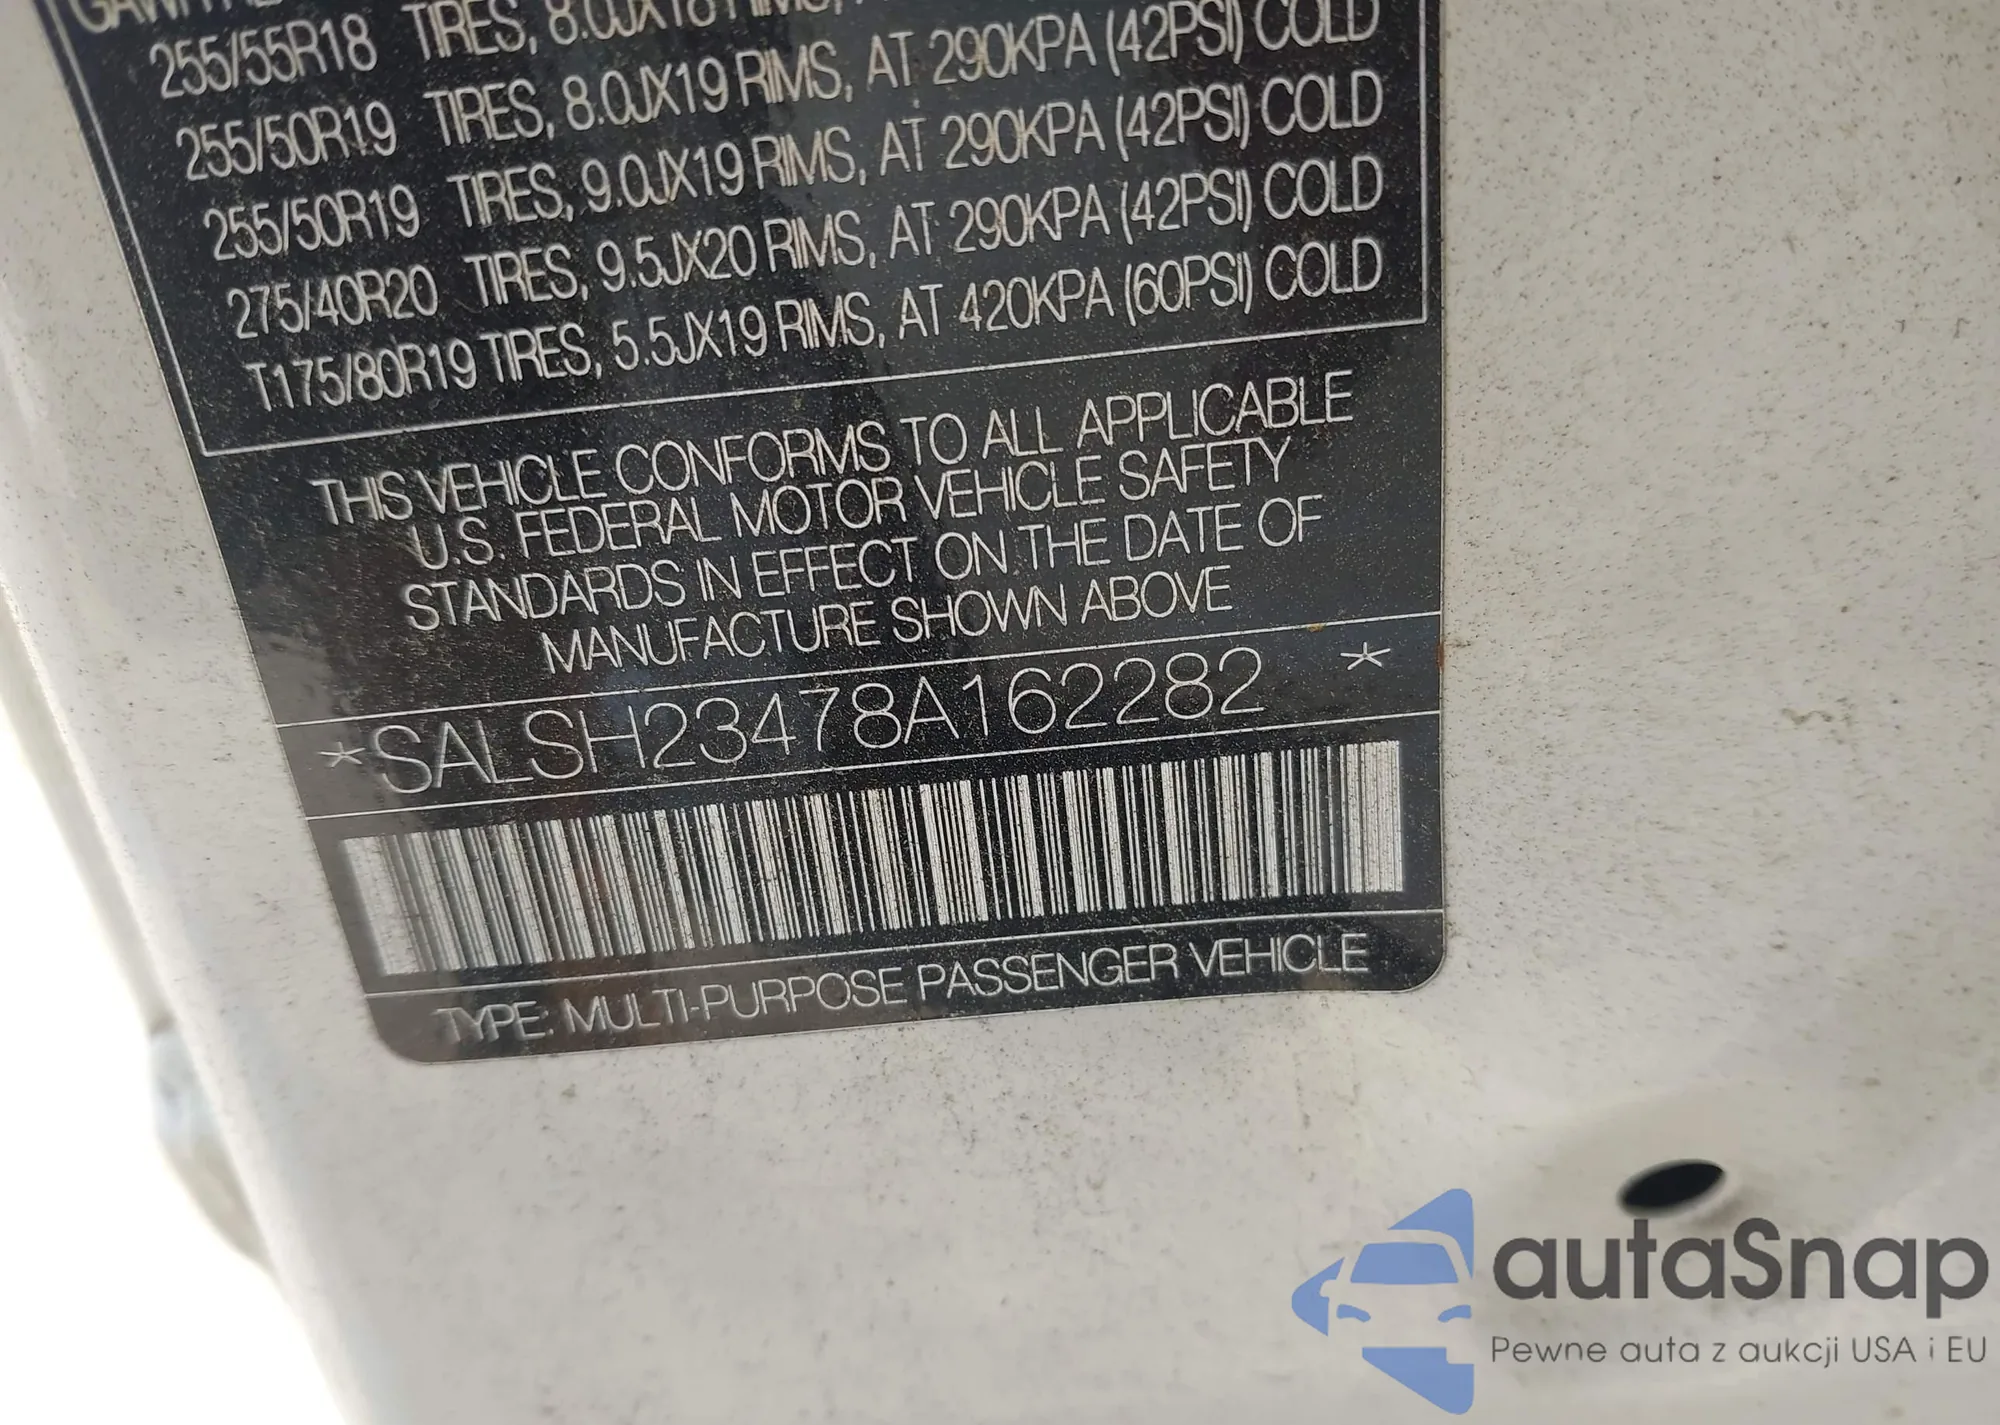 255/55R18 TIRES, 8.0JX18 RIMS,
255/50R19 TIRES, 8.0JX19 RIMS, AT 290KPA (42PSI) COLD
255/50R19 TIRES, 9.0JX19 RIMS, AT 290KPA (42PSI) COLD
275/40R20 TIRES, 9.5JX20 RIMS, AT 290KPA (42PSI) COLD
T175/80R19 TIRES, 5.5JX19 RIMS, AT 420KPA (60PSI) COLD
THIS VEHICLE CONFORMS TO ALL APPLICABLE
U.S. FEDERAL MOTOR VEHICLE SAFETY
STANDARDS IN EFFECT ON THE DATE OF
MANUFACTURE SHOWN ABOVE
*SALSH23478A162282 *
TYPE: MULTI-PURPOSE PASSENGER VEHICLE
autaSnap
Pewne auta z aukcji USA i EU